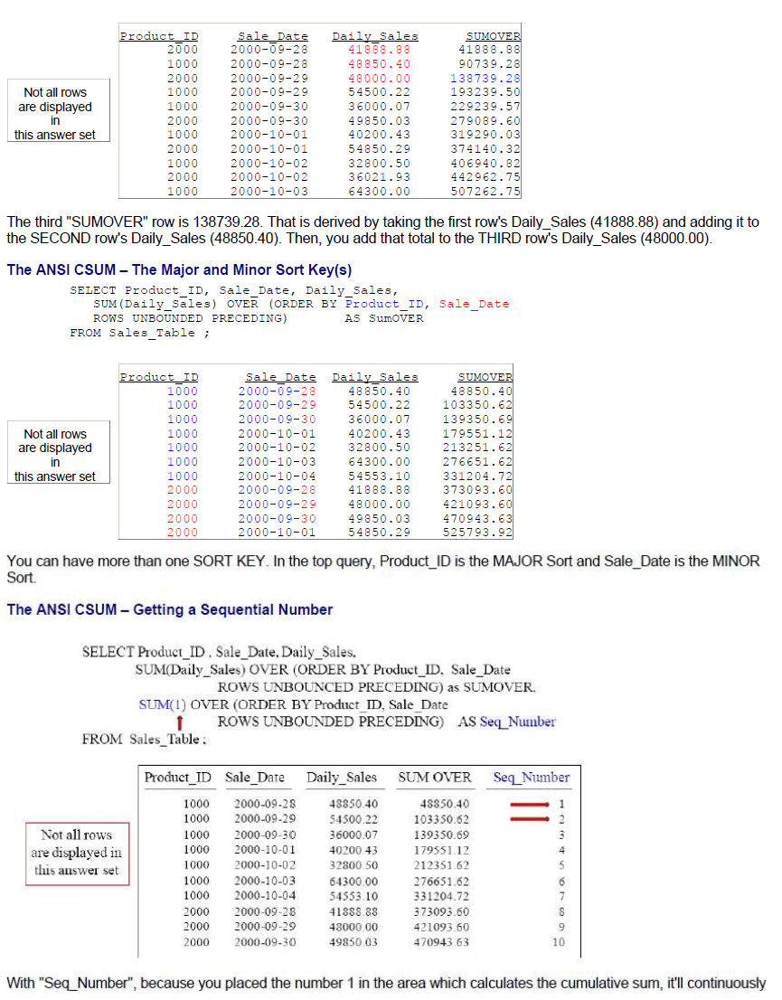 Product_ID Sale_Date Daily_Sales SUMOVER
2000 2000-09-28 41888.88 41888.88
1000 2000-09-28 48850.40 90739.28
2000 2000-09-29 48000.00 138739.28
1000 2000-09-29 54500.22 193239.50
1000 2000-09-30 36000.07 229239.57
2000 2000-09-30 49850.03 279089.60
1000 2000-10-01 40200.43 319290.03
2000 2000-10-01 54850.29 374140.32
1000 2000-10-02 32800.50 406940.82
2000 2000-10-02 36021.93 442962.75
1000 2000-10-03 64300.00 507262.75
Not all rows
are displayed
in
this answer set
The third "SUMOVER" row is 138739.28. That is derived by taking the first row's Daily_Sales (41888.88) and adding it to
the SECOND row's Daily_Sales (48850.40). Then, you add that total to the THIRD row's Daily_Sales (48000.00).
The ANSI CSUM – The Major and Minor Sort Key(s)
SELECT Product_ID, Sale_Date, Daily_Sales,
SUM(Daily_Sales) OVER (ORDER BY Product_ID, Sale_Date
ROWS UNBOUNDED PRECEDING) AS SumOVER
FROM Sales_Table ;
Product_ID Sale_Date Daily_Sales SUMOVER
1000 2000-09-28 48850.40 48850.40
1000 2000-09-29 54500.22 103350.62
1000 2000-09-30 36000.07 139350.69
1000 2000-10-01 40200.43 179551.12
1000 2000-10-02 32800.50 213251.62
1000 2000-10-03 64300.00 276651.62
1000 2000-10-04 54553.10 331204.72
2000 2000-09-28 41888.88 373093.60
2000 2000-09-29 48000.00 421093.60
2000 2000-09-30 49850.03 470943.63
2000 2000-10-01 54850.29 525793.92
Not all rows
are displayed
in
this answer set
You can have more than one SORT KEY. In the top query, Product_ID is the MAJOR Sort and Sale_Date is the MINOR
Sort.
The ANSI CSUM – Getting a Sequential Number
SELECT Product_ID , Sale_Date, Daily_Sales,
SUM(Daily_Sales) OVER (ORDER BY Product_ID, Sale_Date
ROWS UNBOUNCED PRECEDING) as SUMOVER,
SUM(1) OVER (ORDER BY Product_ID, Sale_Date
ROWS UNBOUNDED PRECEDING) AS Seq_Number
FROM Sales_Table ;
Product_ID Sale_Date Daily_Sales SUM OVER Seq_Number
1000 2000-09-28 48850.40 48850.40 1
1000 2000-09-29 54500.22 103350.62 2
1000 2000-09-30 36000.07 139350.69 3
1000 2000-10-01 40200.43 179551.12 4
1000 2000-10-02 32800.50 212351.62 5
1000 2000-10-03 64300.00 276651.62 6
1000 2000-10-04 54553.10 331204.72 7
2000 2000-09-28 41888.88 373093.60 8
2000 2000-09-29 48000.00 421093.60 9
2000 2000-09-30 49850.03 470943.63 10
Not all rows
are displayed in
this answer set
With "Seq_Number", because you placed the number 1 in the area which calculates the cumulative sum, it'll continuously